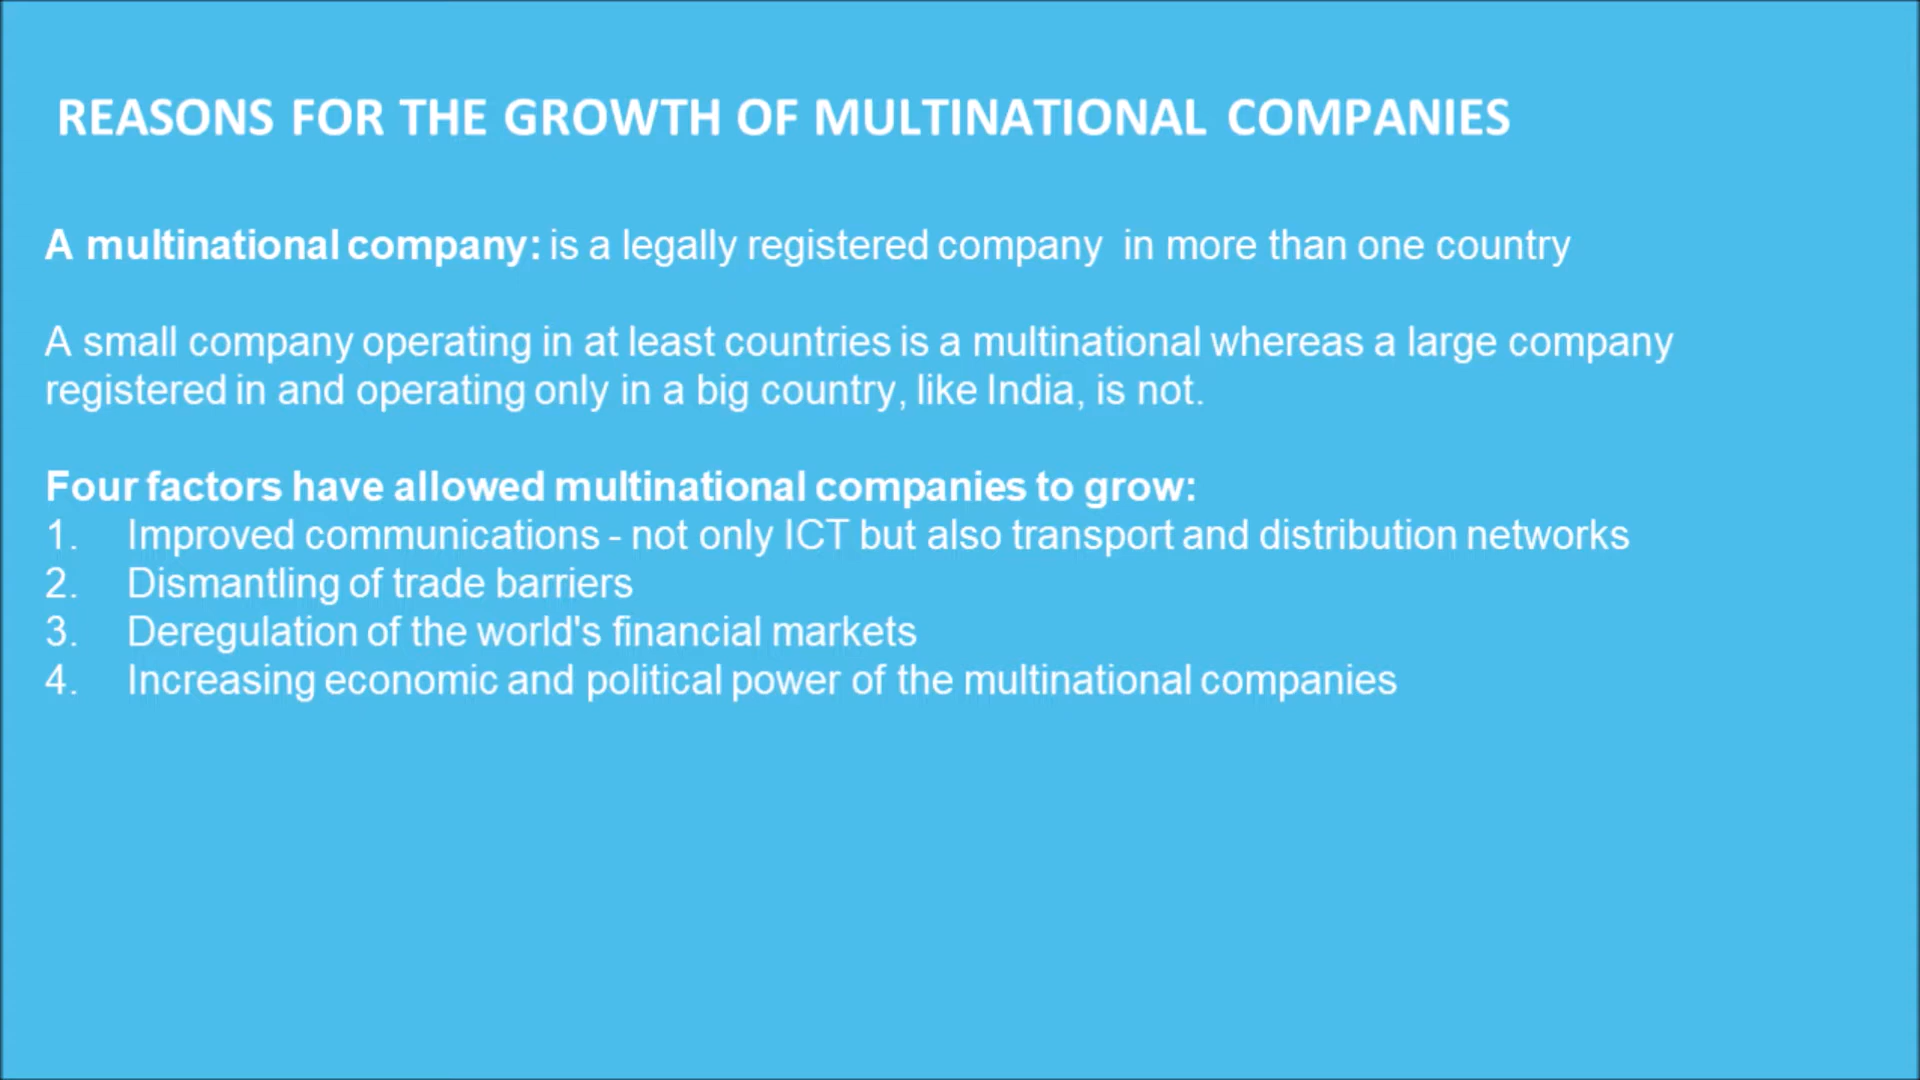 REASONS FOR THE GROWTH OF MULTINATIONAL COMPANIES
A multinational company: is a legally registered company in more than one country
A small company operating in at least countries is a multinational whereas a large company
registered in and operating only in a big country, like India, is not.
Four factors have allowed multinational companies to grow:
1. Improved communications - not only ICT but also transport and distribution networks
2. Dismantling of trade barriers
3. Deregulation of the world's financial markets
4. Increasing economic and political power of the multinational companies